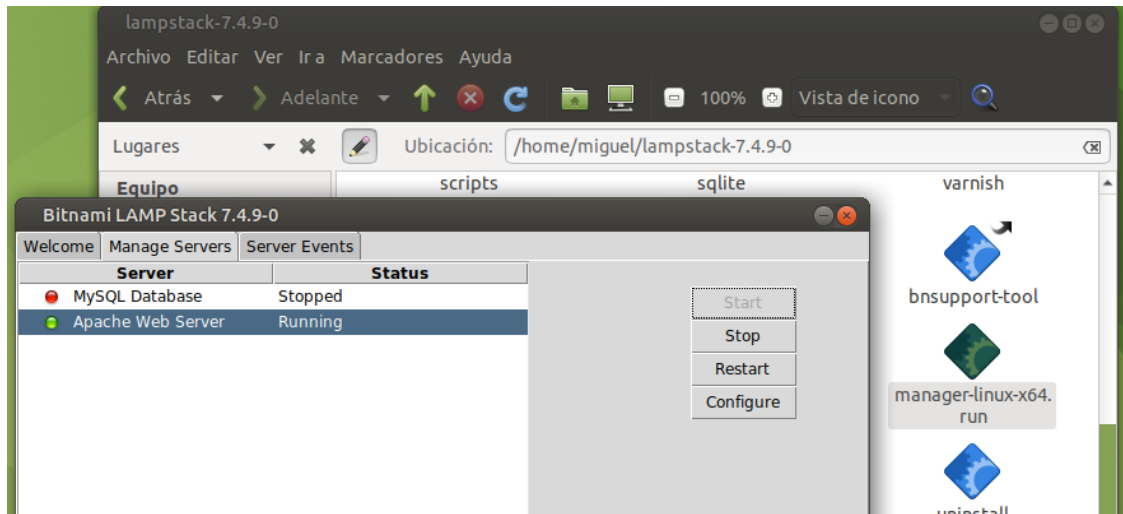 lampstack-7.4.9-0
Archivo Editar Ver Ir a Marcadores Ayuda
Atrás Adelante 100% Vista de icono
Lugares Ubicación: /home/miguel/lampstack-7.4.9-0
Equipo scripts sqlite varnish
Bitnami LAMP Stack 7.4.9-0
Welcome Manage Servers Server Events
Server Status
MySQL Database Stopped
Apache Web Server Running
Start
Stop
Restart
Configure
bnsupport-tool
manager-linux-x64.
run
uninstall